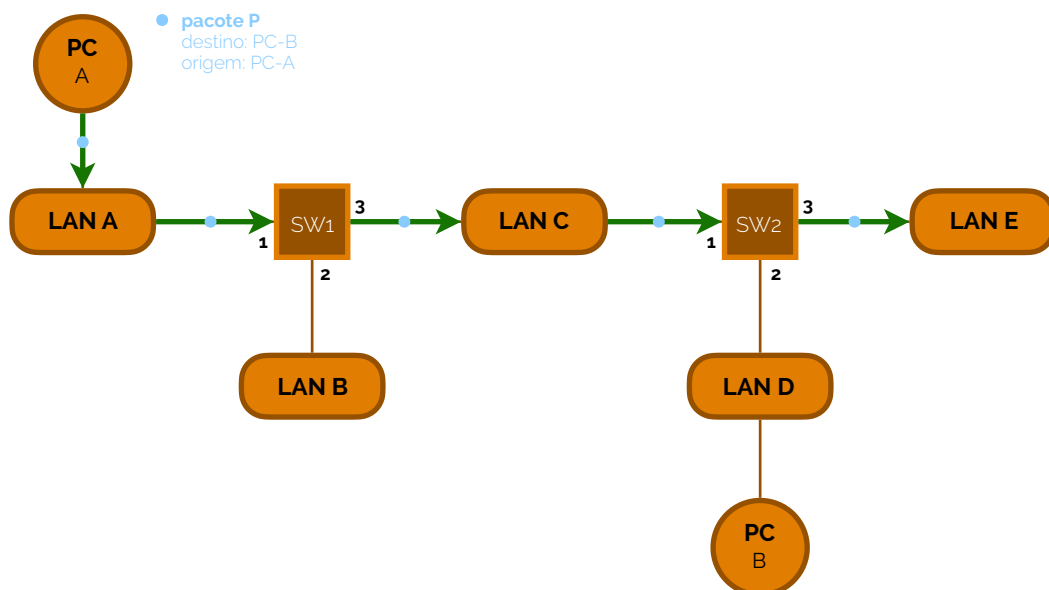 PC
A
pacote P
destino: PC-B
origem: PC-A
LAN A
1
SW1
3
2
LAN C
1
SW2
3
2
LAN E
LAN B
LAN D
PC
B